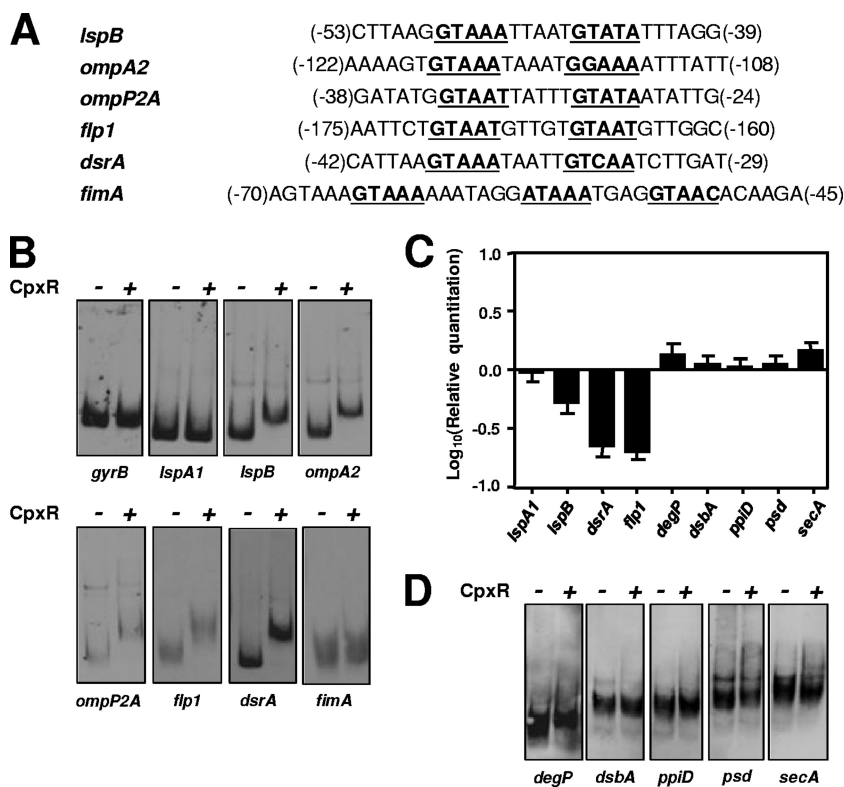 A
lspB (-53)CTTAAGGTAAATTAATGTATATTTAGG(-39)
ompA2 (-122)AAAAGTGTAAATAAATGGAAAATTTATT(-108)
ompP2A (-38)GATATGGTAATTATTTGTATAATATTG(-24)
flp1 (-175)AATTCTGTAATGTTGTGTAATGTTGGC(-160)
dsrA (-42)CATTAAGTAAATAATTGTCAATCTTGAT(-29)
fimA (-70)AGTAAAGTAAAAAATAGGATAAATGAGGTAACACAAGA(-45)
B
CpxR - + - + - + - +
gyrB lspA1 lspB ompA2
CpxR - + - + - + - +
ompP2A flp1 dsrA fimA
C
Log10(Relative quantitation)
1.0
0.5
0.0
-0.5
-1.0
lspA1 lspB dsrA flp1 degP dsbA ppiD psd secA
D
CpxR - + - + - + - + - +
degP dsbA ppiD psd secA